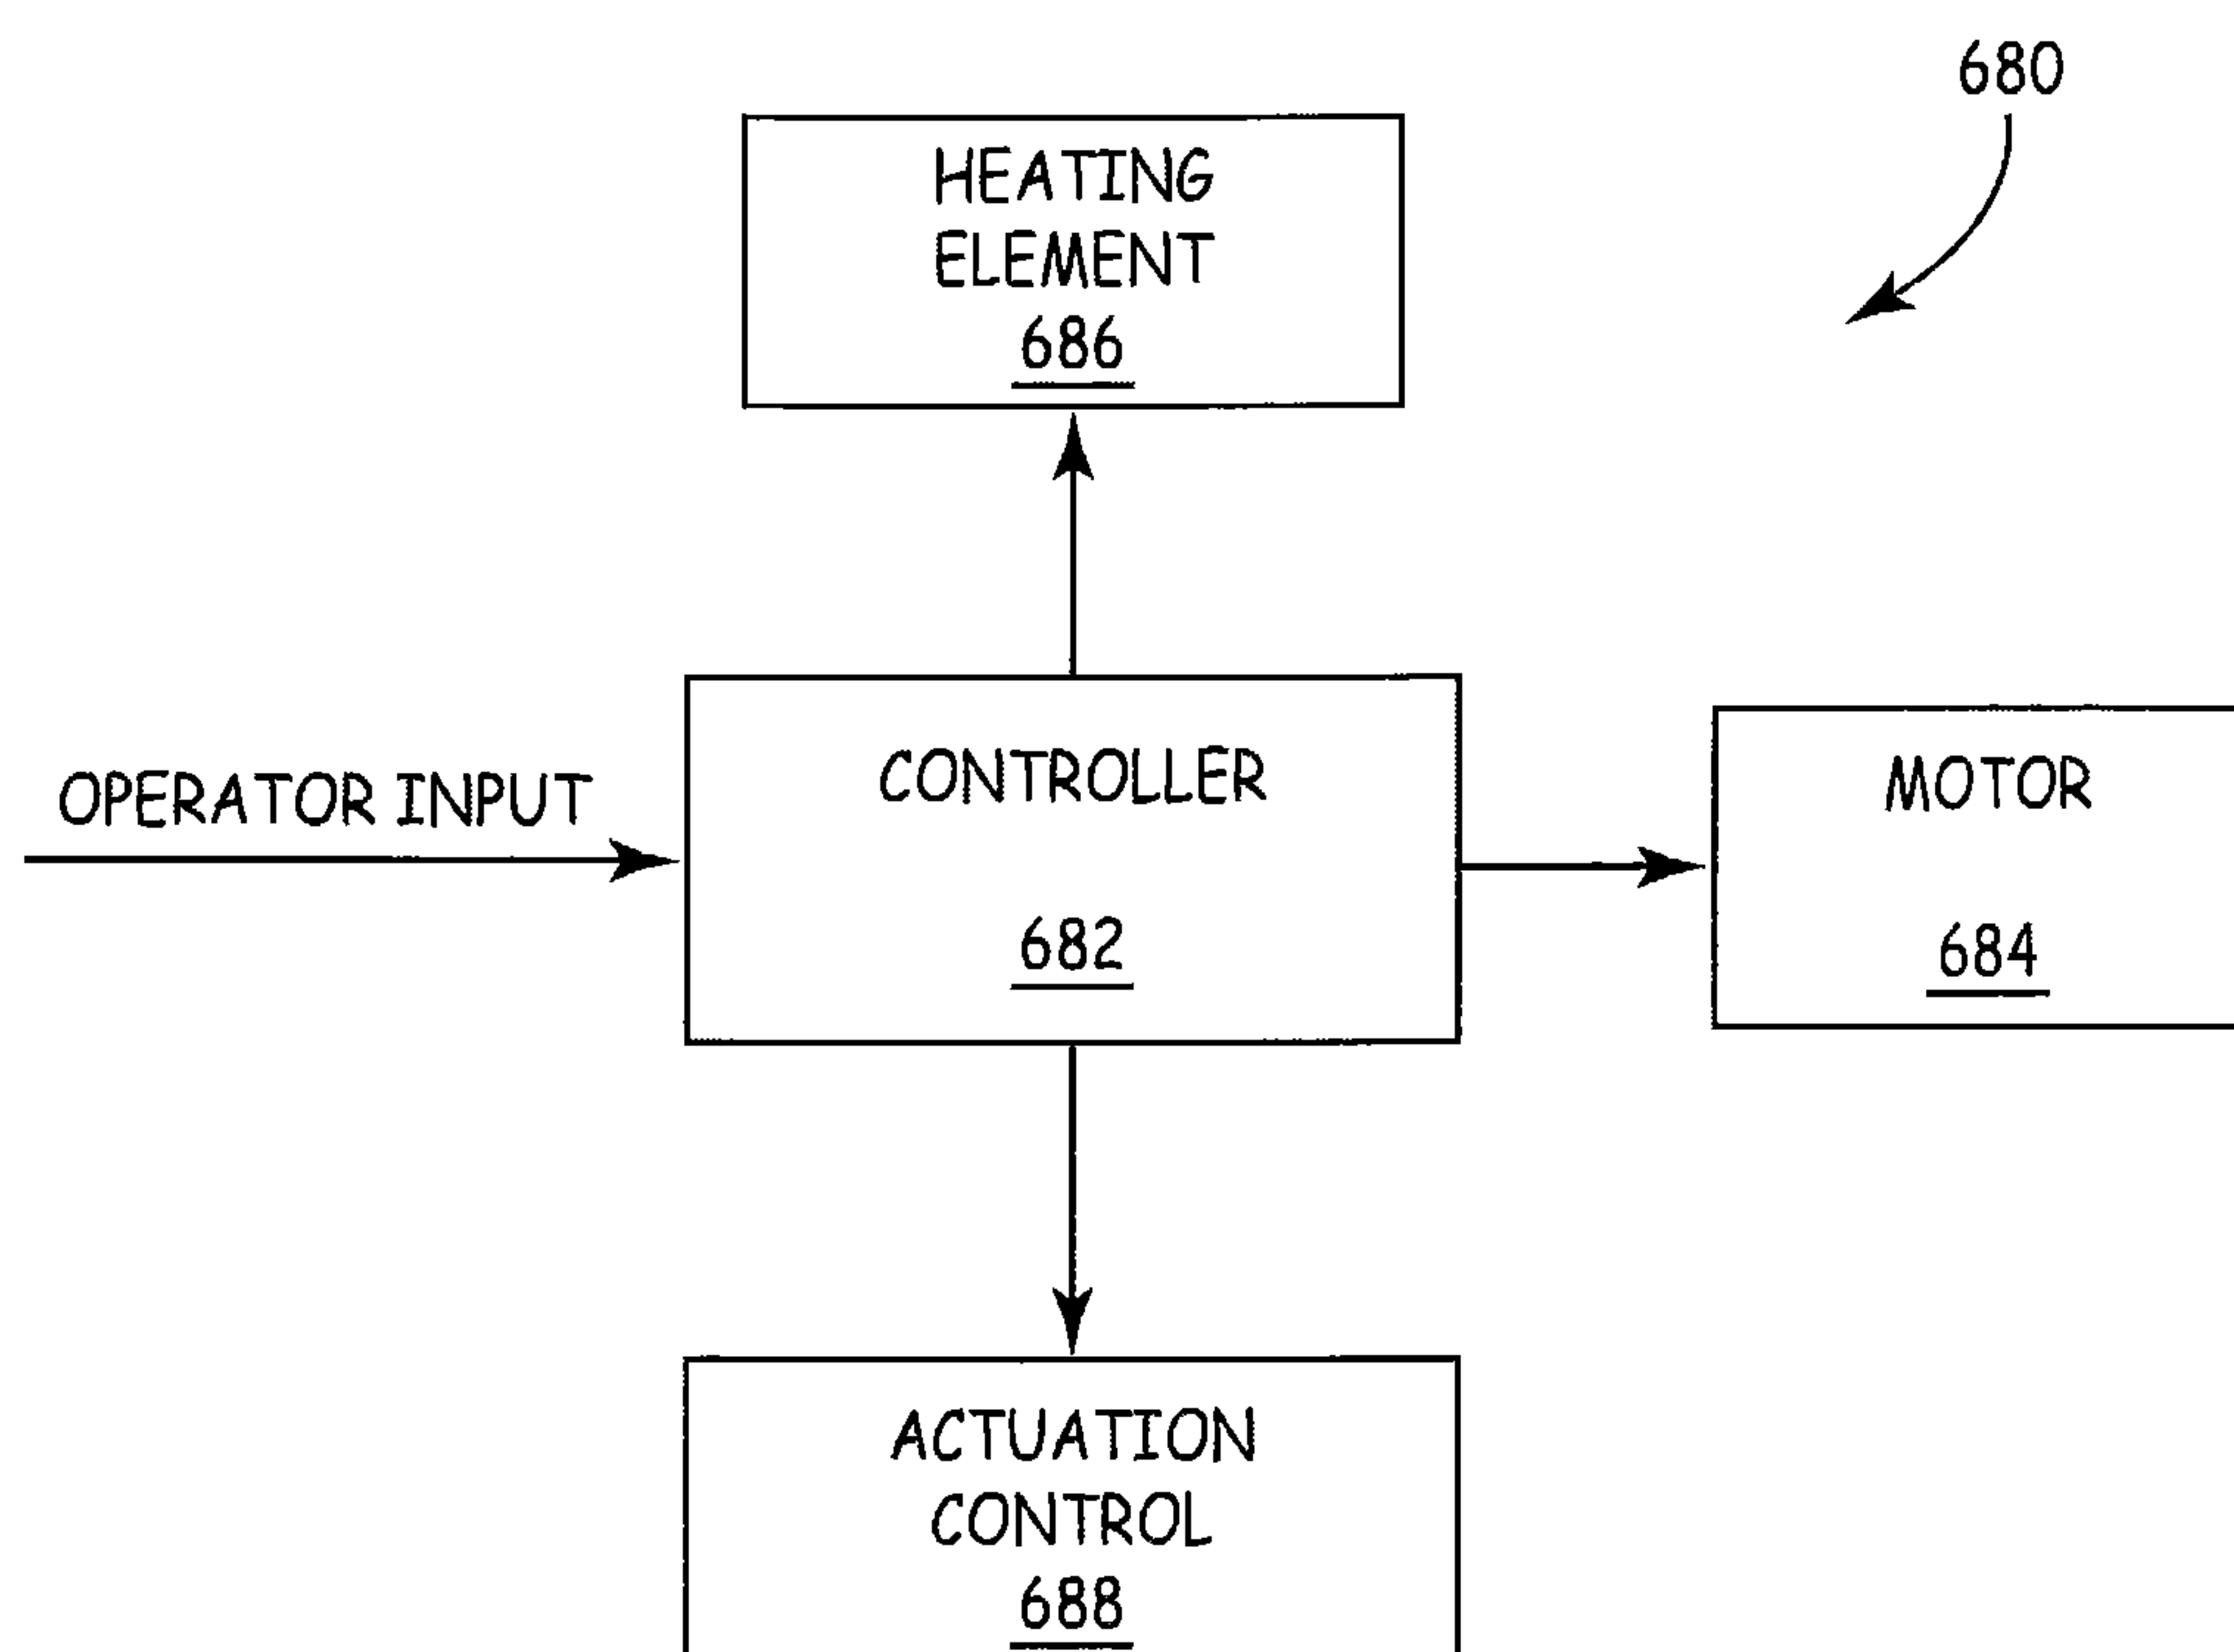 680
HEATING
ELEMENT
686
OPERATOR INPUT
CONTROLLER
682
MOTOR
684
ACTUATION
CONTROL
688